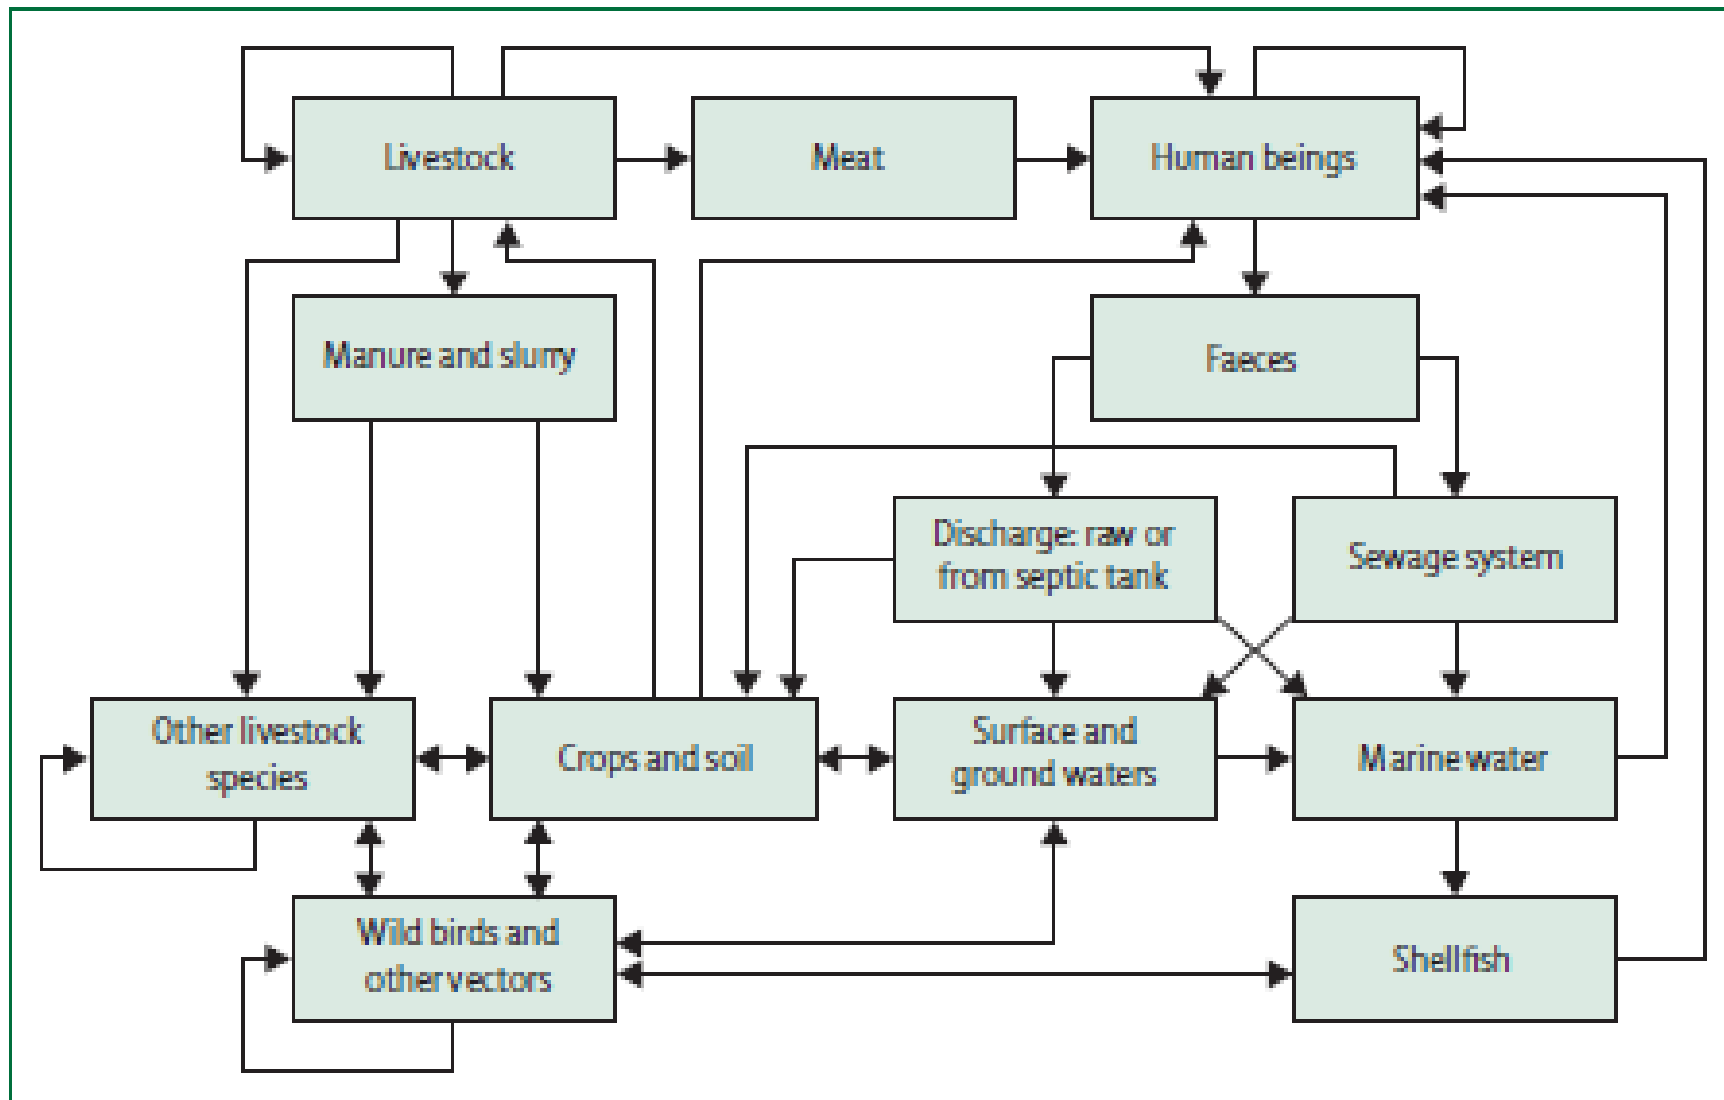 Livestock
Meat
Human beings
Manure and slurry
Faeces
Discharge: raw or
from septic tank
Sewage system
Other livestock
species
Crops and soil
Surface and
ground waters
Marine water
Wild birds and
other vectors
Shellfish